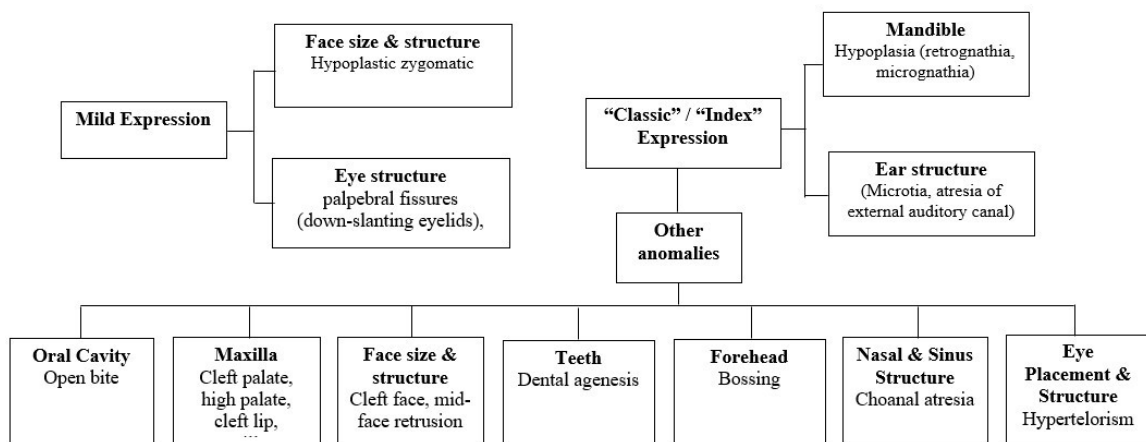 Face size & structure
Hypoplastic zygomatic
Mild Expression
Eye structure
palpebral fissures
(down-slanting eyelids),
Mandible
Hypoplasia (retrognathia,
micrognathia)
“Classic” / “Index”
Expression
Ear structure
(Microtia, atresia of
external auditory canal)
Other
anomalies
Oral Cavity
Open bite
Maxilla
Cleft palate,
high palate,
cleft lip,
Face size &
structure
Cleft face, mid-
face retrusion
Teeth
Dental agenesis
Forehead
Bossing
Nasal & Sinus
Structure
Choanal atresia
Eye
Placement &
Structure
Hypertelorism